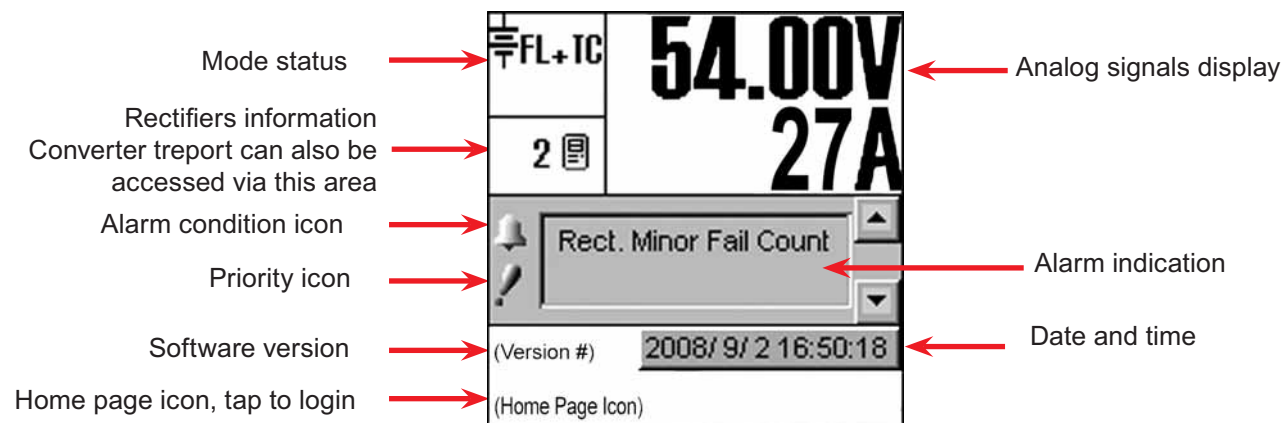 Mode status
FL+TC
54.00V
Analog signals display
Rectifiers information
Converter treport can also be
accessed via this area
2
27A
Alarm condition icon
Rect. Minor Fail Count
Priority icon
Alarm indication
Software version
(Version #)
2008/ 9/ 2 16:50:18
Date and time
Home page icon, tap to login
(Home Page Icon)